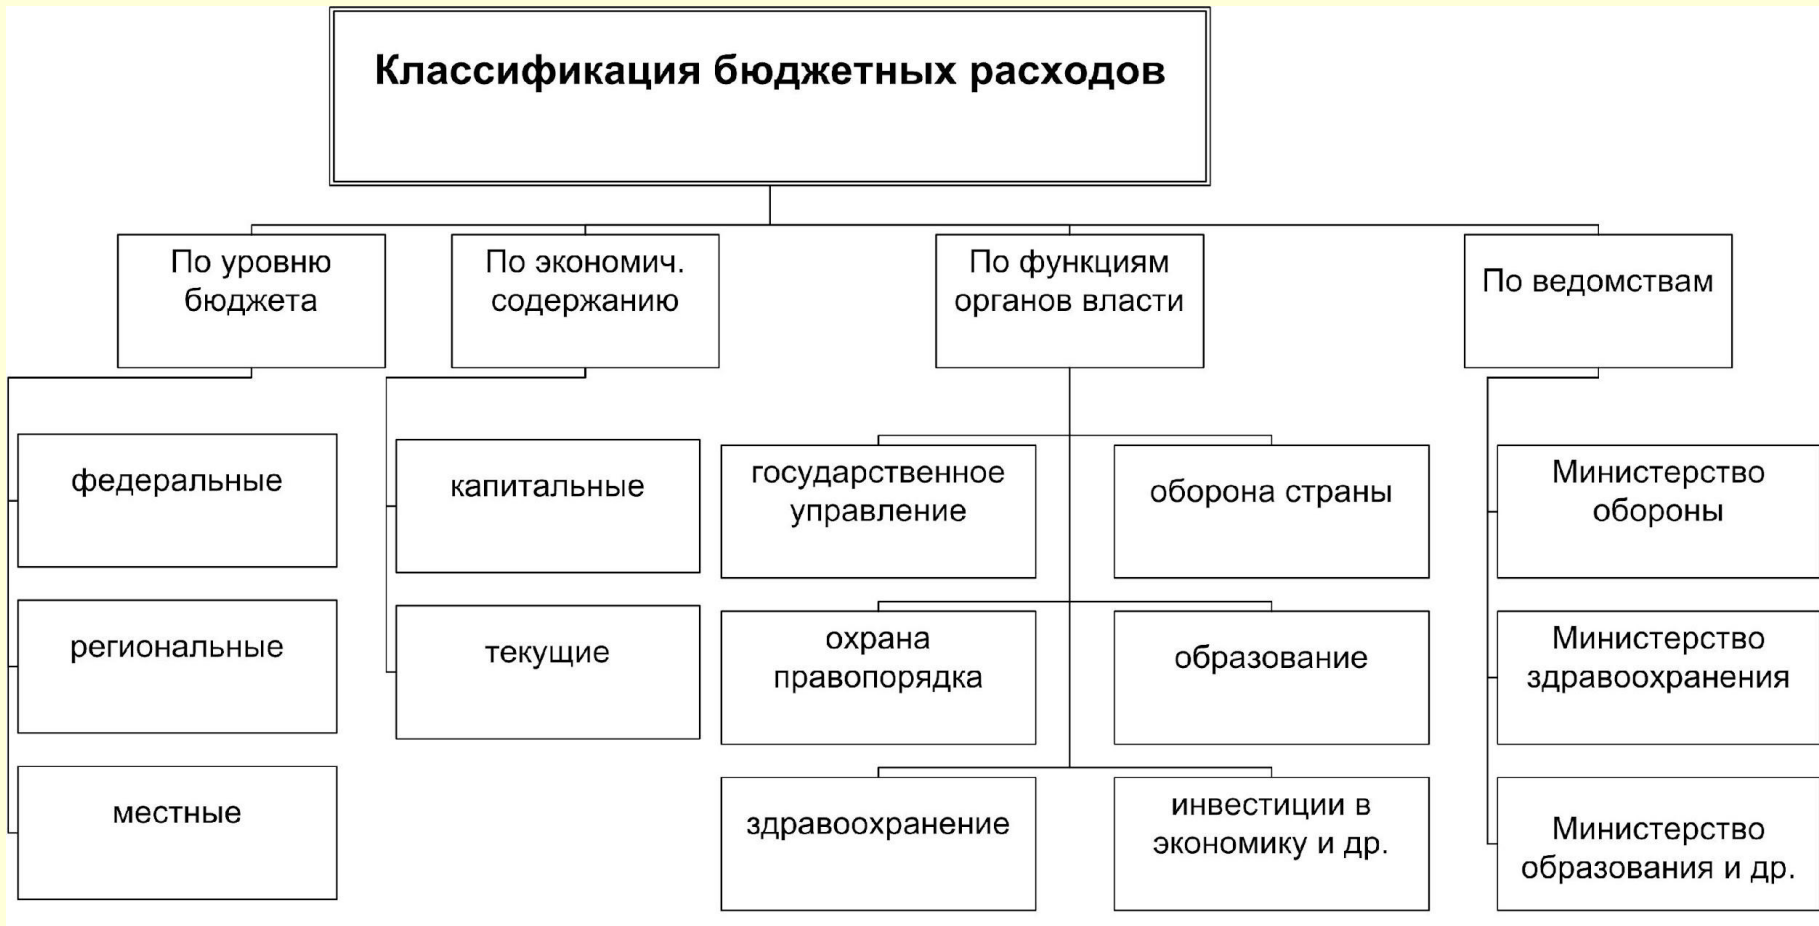 Классификация бюджетных расходов
По уровню
бюджета
По экономич.
содержанию
По функциям
органов власти
По ведомствам
федеральные
региональные
местные
капитальные
текущие
государственное
управление
оборона страны
охрана
правопорядка
образование
здравоохранение
инвестиции в
экономику и др.
Министерство
обороны
Министерство
здравоохранения
Министерство
образования и др.